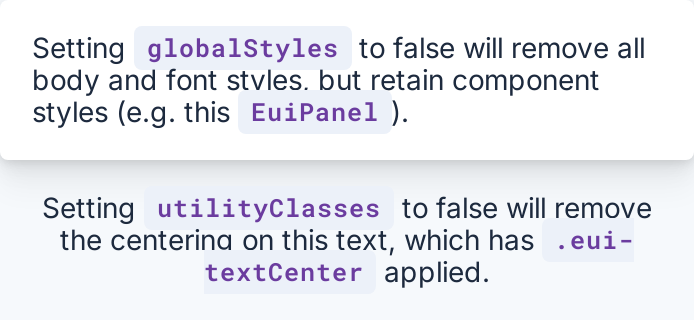 Setting globalStyles to false will remove all
body and font styles, but retain component
styles (e.g. this EuiPanel ).
Setting utilityClasses to false will remove
the centering on this text, which has .eui-
textCenter applied.